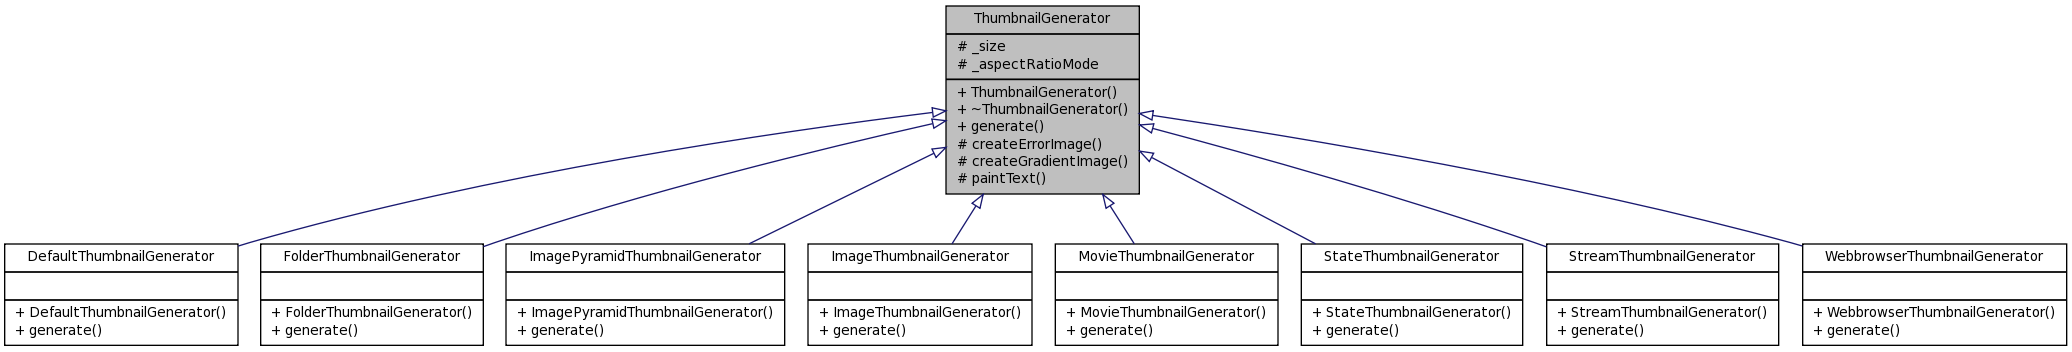 ThumbnailGenerator
# _size
# _aspectRatioMode
+ ThumbnailGenerator()
+ ~ThumbnailGenerator()
+ generate()
# createErrorImage()
# createGradientImage()
# paintText()
DefaultThumbnailGenerator
+ DefaultThumbnailGenerator()
+ generate()
FolderThumbnailGenerator
+ FolderThumbnailGenerator()
+ generate()
ImagePyramidThumbnailGenerator
+ ImagePyramidThumbnailGenerator()
+ generate()
ImageThumbnailGenerator
+ ImageThumbnailGenerator()
+ generate()
MovieThumbnailGenerator
+ MovieThumbnailGenerator()
+ generate()
StateThumbnailGenerator
+ StateThumbnailGenerator()
+ generate()
StreamThumbnailGenerator
+ StreamThumbnailGenerator()
+ generate()
WebbrowserThumbnailGenerator
+ WebbrowserThumbnailGenerator()
+ generate()